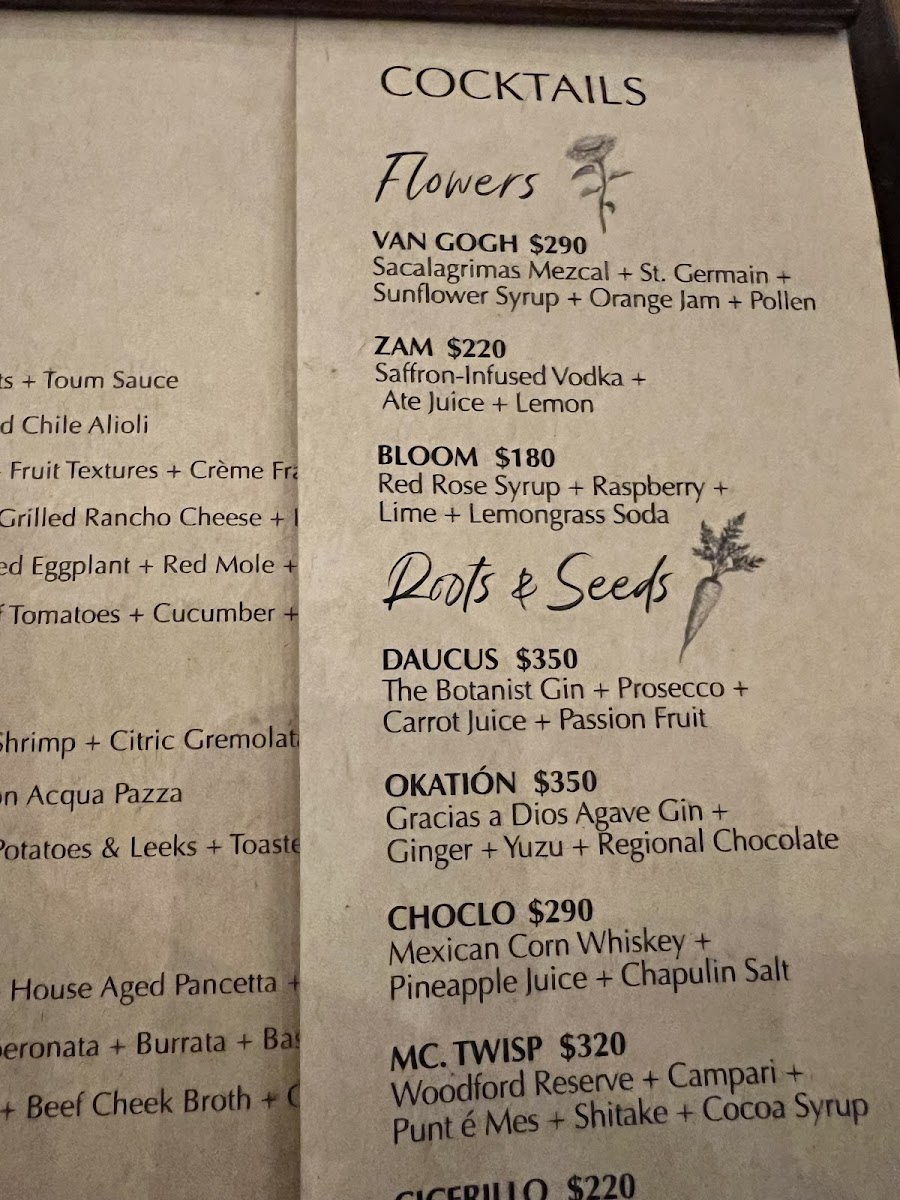 ts + Toum Sauce
d Chile Alioli
Fruit Textures + Crème
Grilled Rancho Cheese +
ed Eggplant + Red Mole +
Tomatoes + Cucumber +
Shrimp + Citric
on Acqua Pazza
Potatoes & Leeks +
House Aged Pancetta +
peronata + Burrata +
+ Beef Cheek Broth +
COCKTAILS
Flowers
VAN GOGH $290
Sacalagrimas Mezcal + St. Germain +
Sunflower Syrup + Orange Jam + Pollen
ZAM $220
Saffron-Infused Vodka +
Ate Juice + Lemon
BLOOM $180
Red Rose Syrup + Raspberry +
Lime + Lemongrass Soda
Roots & Seeds
DAUCUS $350
The Botanist Gin + Prosecco +
Carrot Juice + Passion Fruit
OKATIÓN $350
Gracias a Dios Agave Gin +
Ginger + Yuzu + Regional Chocolate
CHOCLO $290
Mexican Corn Whiskey +
Pineapple Juice + Chapulin Salt
MC. TWISP $320
Woodford Reserve + Campari +
Punt é Mes + Shitake + Cocoa Syrup
CICERILLO $220